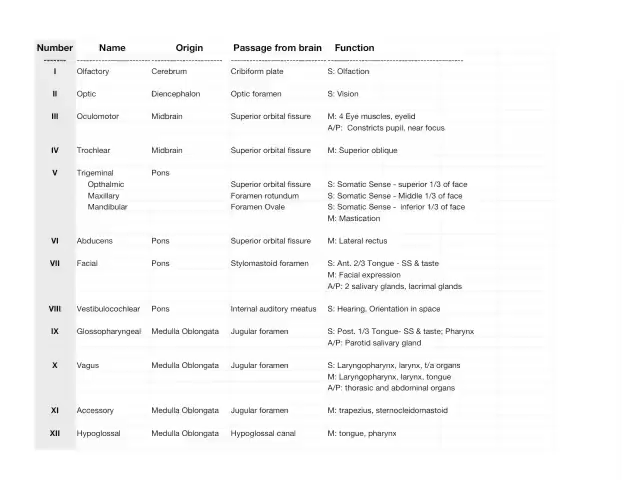 Number Name Origin Passage from brain Function
I Olfactory Cerebrum Cribiform plate S: Olfaction
II Optic Diencephalon Optic foramen S: Vision
III Oculomotor Midbrain Superior orbital fissure M: 4 Eye muscles, eyelid
A/P: Constricts pupil, near focus
IV Trochlear Midbrain Superior orbital fissure M: Superior oblique
V Trigeminal Pons
Opthalmic Superior orbital fissure S: Somatic Sense - superior 1/3 of face
Maxillary Foramen rotundum S: Somatic Sense - Middle 1/3 of face
Mandibular Foramen Ovale S: Somatic Sense - inferior 1/3 of face
M: Mastication
VI Abducens Pons Superior orbital fissure M: Lateral rectus
VII Facial Pons Stylomastoid foramen S: Ant. 2/3 Tongue - SS & taste
M: Facial expression
A/P: 2 salivary glands, lacrimal glands
VIII Vestibulocochlear Pons Internal auditory meatus S: Hearing, Orientation in space
IX Glossopharyngeal Medulla Oblongata Jugular foramen S: Post. 1/3 Tongue- SS & taste; Pharynx
A/P: Parotid salivary gland
X Vagus Medulla Oblongata Jugular foramen S: Laryngopharynx, larynx, t/a organs
M: Laryngopharynx, larynx, tongue
A/P: thorasic and abdominal organs
XI Accessory Medulla Oblongata Jugular foramen M: trapezius, sternocleidomastoid
XII Hypoglossal Medulla Oblongata Hypoglossal canal M: tongue, pharynx